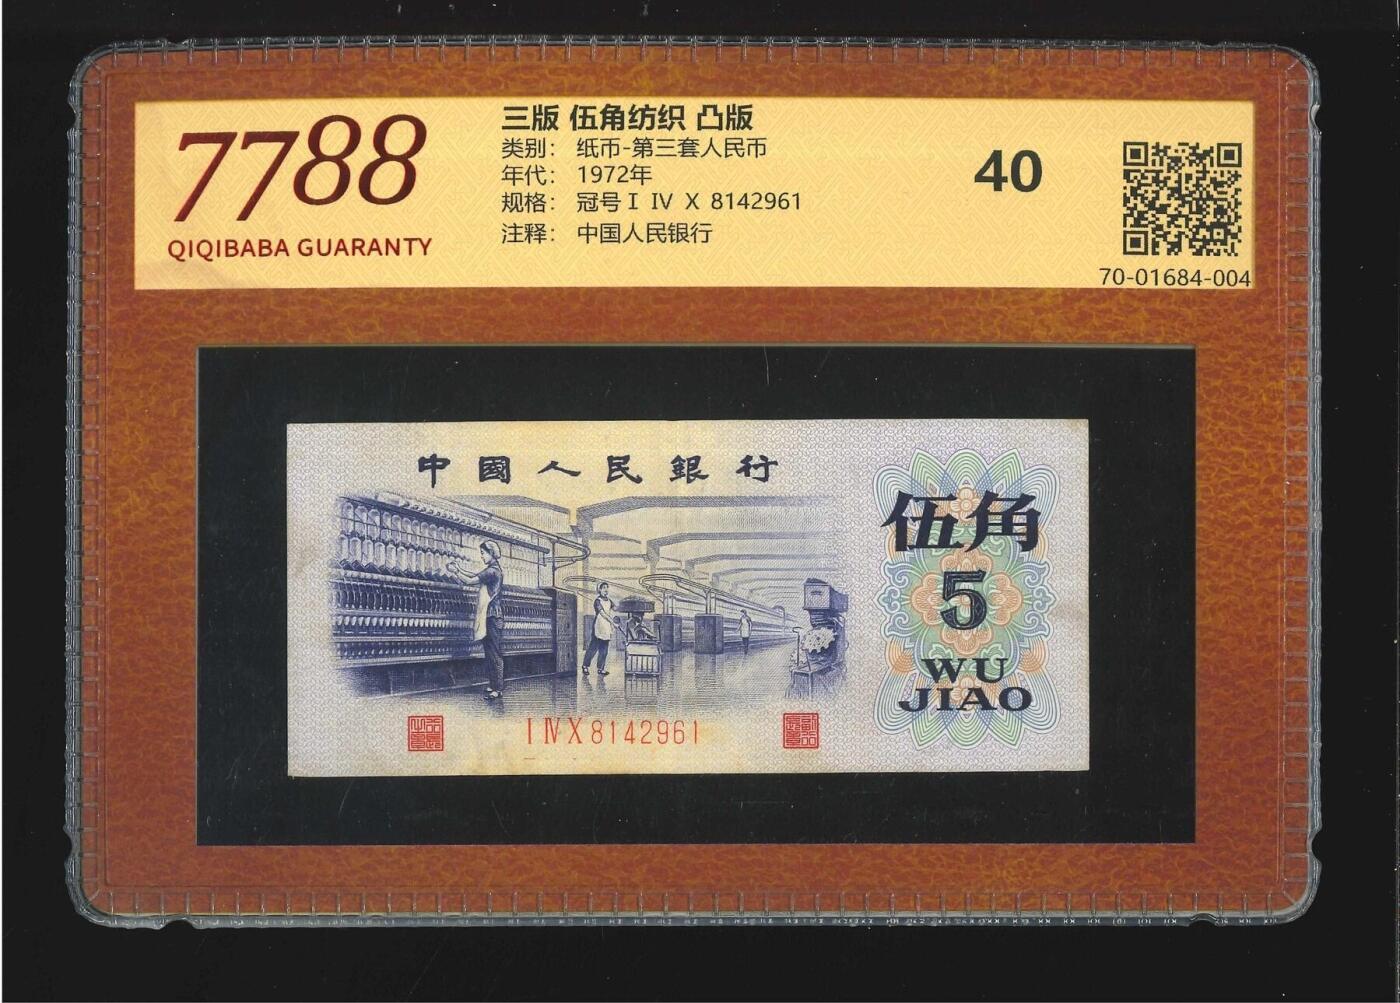 7788
QIQIBABA GUARANTY
三版 伍角纺织 凸版
类别： 纸币-第三套人民币
年代： 1972年
规格： 冠号 I IV X 8142961
注释： 中国人民银行
40
70-01684-004
中國人民銀行
伍角
5
WU
JIAO
I IV X 8142961